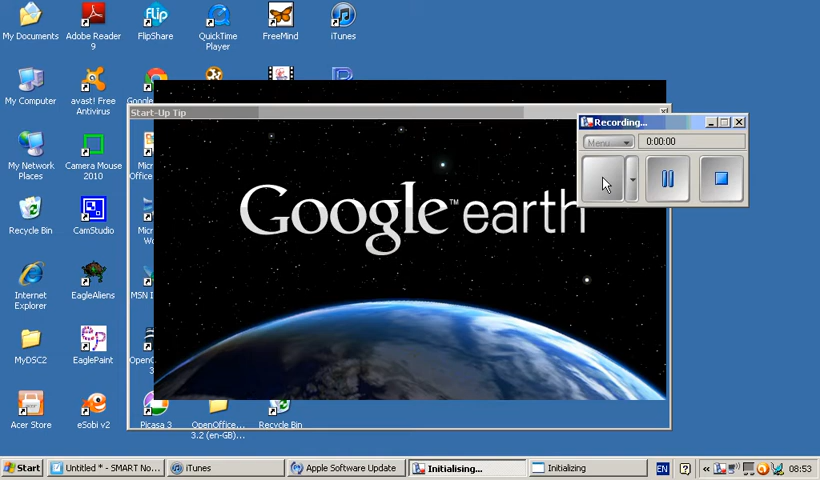 My Documents
Adobe Reader
9
FlipShare
QuickTime
Player
FreeMind
iTunes
My Computer
avast! Free
Antivirus
Start-Up Tip
Recording...
Menu
0:00:00
My Network
Places
Camera Mouse
2010
Google™ earth
Recycle Bin
CamStudio
Internet
Explorer
EagleAliens
MSN I
MyDSC2
EaglePaint
Acer Store
eSobi v2
Picasa 3
OpenOffice...
3.2 (en-GB)...
Recycle Bin
Start
Untitled * - SMART No...
iTunes
Apple Software Update
Initialising...
Initializing
EN
08:53